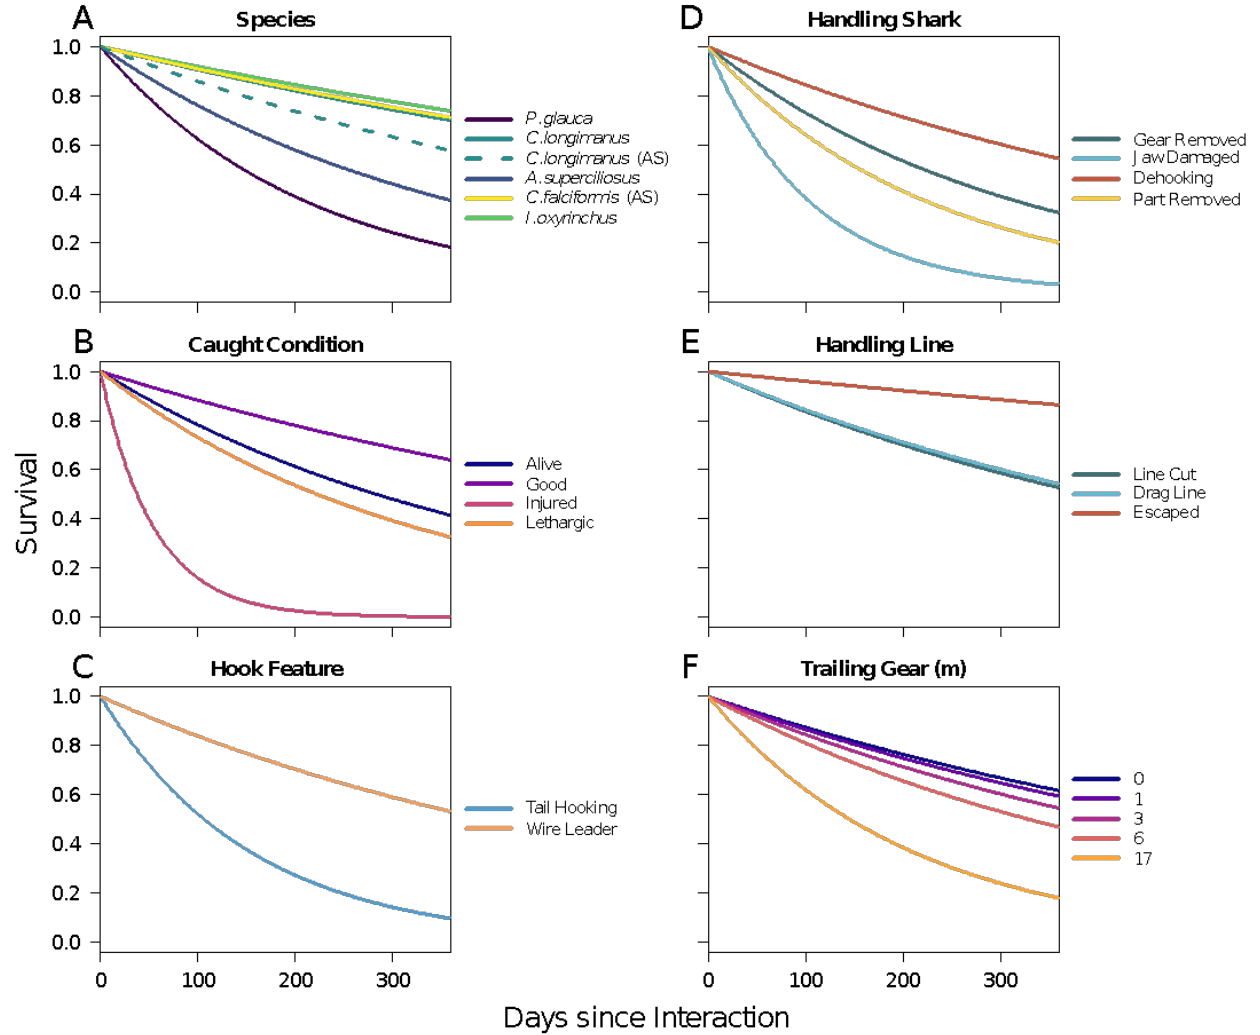 A
Species
1.0
0.8
0.6
0.4
0.2
0.0
P.glauca
C.longimanus
C.longimanus (AS)
A.superciliosus
C.falciformis (AS)
I.oxyrinchus
D
Handling Shark
Gear Removed
Jaw Damaged
Dehooking
Part Removed
B
Caught Condition
1.0
0.8
0.6
0.4
0.2
0.0
Alive
Good
Injured
Lethargic
E
Handling Line
Line Cut
Drag Line
Escaped
Survival
C
Hook Feature
1.0
0.8
0.6
0.4
0.2
0.0
0 100 200 300
Tail Hooking
Wire Leader
F
Trailing Gear (m)
0 100 200 300
0
1
3
6
17
Days since Interaction